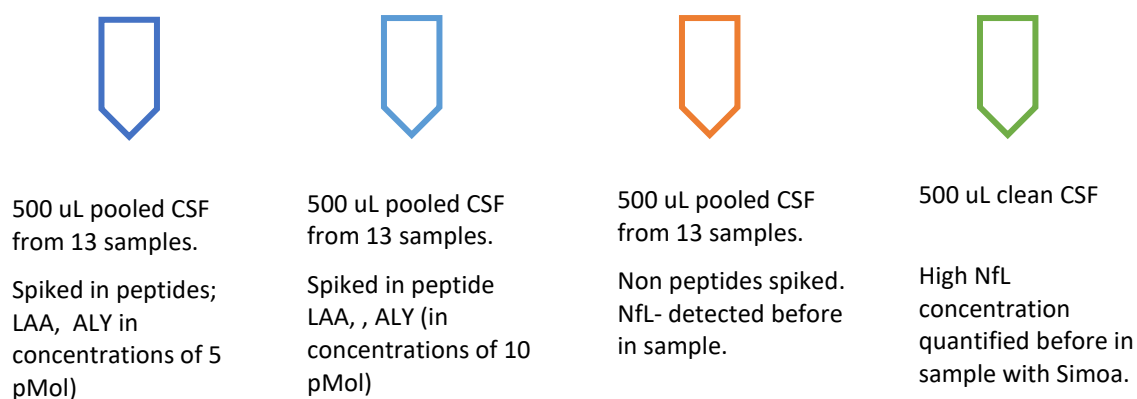 500 uL pooled CSF
from 13 samples.
Spiked in peptides;
LAA, ALY in
concentrations of 5
pMol)
500 uL pooled CSF
from 13 samples.
Spiked in peptide
LAA, , ALY (in
concentrations of 10
pMol)
500 uL pooled CSF
from 13 samples.
Non peptides spiked.
NfL- detected before
in sample.
500 uL clean CSF
High NfL
concentration
quantified before in
sample with Simoa.